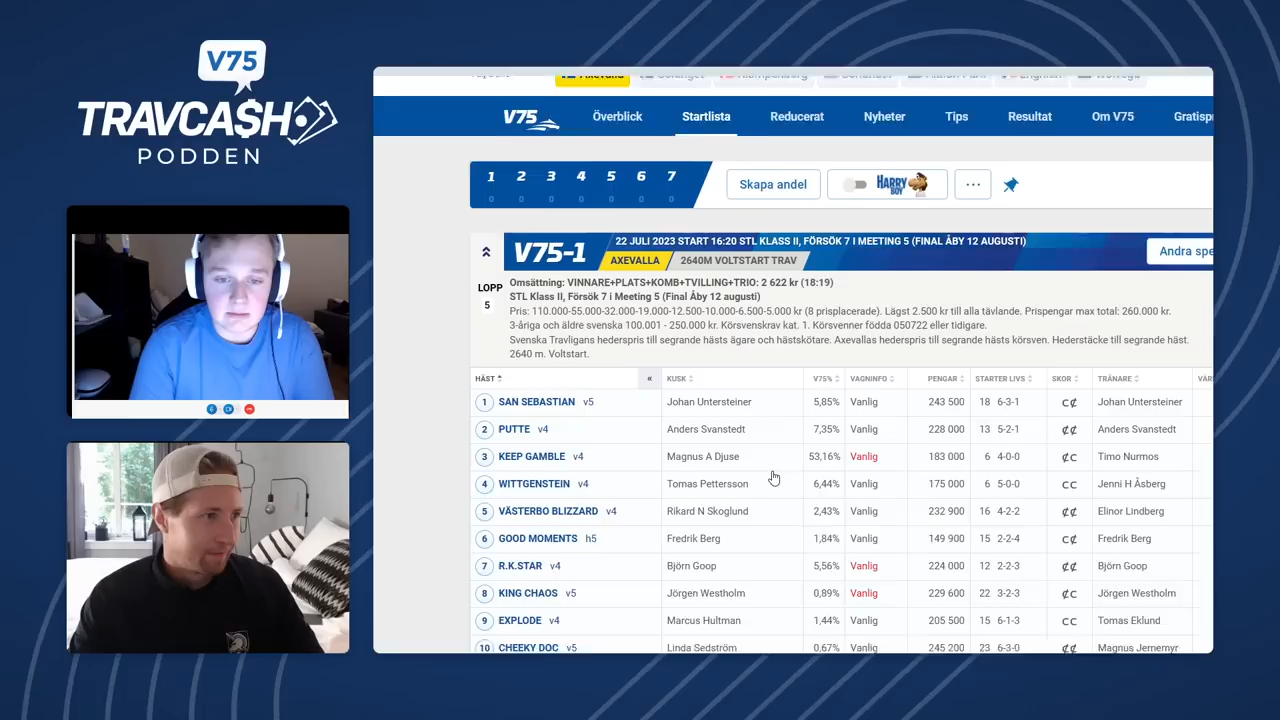 V75
TRAVCA$H
PODDEN
Axevalla
V75 Överblick Startlista Reducerat Nyheter Tips Resultat Om V75 Gratispr
1 2 3 4 5 6 7
0 0 0 0 0 0 0
Skapa andel HARRY BOY ...
V75-1 22 JULI 2023 START 16:20 STL KLASS II, FÖRSÖK 7 I MEETING 5 (FINAL ÅBY 12 AUGUSTI)
AXEVALLA 2640M VOLTSTART TRAV
Andra spe
LOPP
5
Omsättning: VINNARE+PLATS+KOMB+TVILLING+TRIO: 2 622 kr (18:19)
STL Klass II, Försök 7 i Meeting 5 (Final Åby 12 augusti)
Pris: 110.000-55.000-32.000-19.000-12.500-10.000-6.500-5.000 kr (8 prisplacerade). Lägst 2.500 kr till alla tävlande. Prispengar max total: 260.000 kr.
3-åriga och äldre svenska 100.001 - 250.000 kr. Körsvenskrav kat. 1. Körsvenner födda 050722 eller tidigare.
Svenska Travligans hederspris till segrande hästs ägare och hästskötare. Axevallas hederspris till segrande hästs körsven. Hederstäcke till segrande häst.
2640 m. Voltstart.
HÄST « KUSK V75% VAGNINFO PENGAR STARTER LIVS SKOR TRÄNARE VÄR
1 SAN SEBASTIAN v5 Johan Untersteiner 5,85% Vanlig 243 500 18 6-3-1 C₵ Johan Untersteiner
2 PUTTE v4 Anders Svanstedt 7,35% Vanlig 228 000 13 5-2-1 ₵₵ Anders Svanstedt
3 KEEP GAMBLE v4 Magnus A Djuse 53,16% Vanlig 183 000 6 4-0-0 ₵C Timo Nurmos
4 WITTGENSTEIN v4 Tomas Pettersson 6,44% Vanlig 175 000 6 5-0-0 CC Jenni H Åsberg
5 VÄSTERBO BLIZZARD v4 Rikard N Skoglund 2,43% Vanlig 232 900 16 4-2-2 ₵₵ Elinor Lindberg
6 GOOD MOMENTS h5 Fredrik Berg 1,84% Vanlig 149 900 15 2-2-4 ₵C Fredrik Berg
7 R.K.STAR v4 Björn Goop 5,56% Vanlig 224 000 12 2-2-3 ₵₵ Björn Goop
8 KING CHAOS v5 Jörgen Westholm 0,89% Vanlig 229 600 22 3-2-3 ₵C Jörgen Westholm
9 EXPLODE v4 Marcus Hultman 1,44% Vanlig 205 500 15 6-1-3 CC Tomas Eklund
10 CHEEKY DOC v5 Linda Sedström 0,67% Vanlig 245 200 23 6-3-0 ₵₵ Magnus Jernemyr